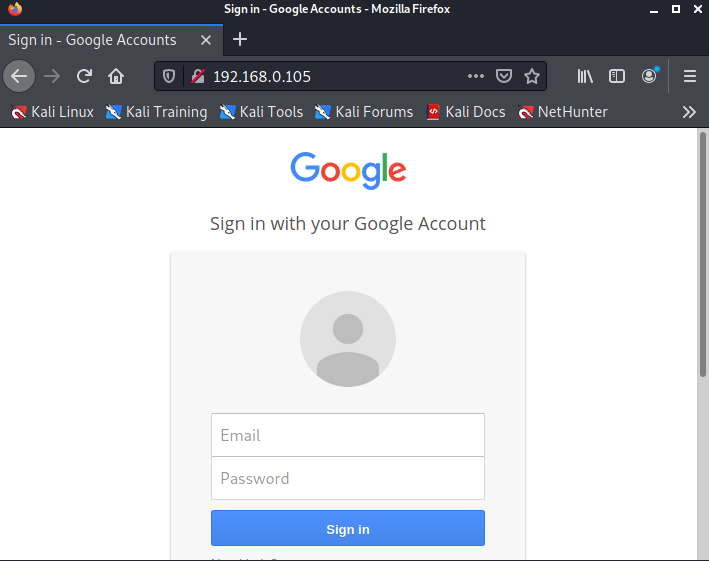 Sign in - Google Accounts - Mozilla Firefox
Sign in - Google Accounts
192.168.0.105
Kali Linux Kali Training Kali Tools Kali Forums Kali Docs NetHunter
Google
Sign in with your Google Account
Email
Password
Sign in